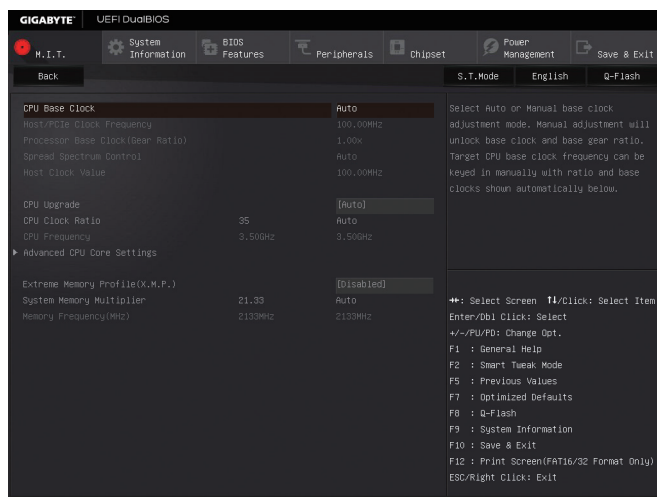 GIGABYTE™ UEFI DualBIOS
M.I.T.
System Information
BIOS Features
Peripherals
Chipset
Power Management
Save & Exit
Back
S.T.Mode English Q-Flash
CPU Base Clock Auto
Host/PCIe Clock Frequency 100.00MHz
Processor Base Clock(Gear Ratio) 1.00x
Spread Spectrum Control Auto
Host Clock Value 100.00MHz
CPU Upgrade [Auto]
CPU Clock Ratio 35 Auto
CPU Frequency 3.50GHz 3.50GHz
Advanced CPU Core Settings
Extreme Memory Profile(X.M.P.) [Disabled]
System Memory Multiplier 21.33 Auto
Memory Frequency(MHz) 2133MHz 2133MHz
Select Auto or Manual base clock
adjustment mode. Manual adjustment will
unlock base clock and base gear ratio.
Target CPU base clock frequency can be
keyed in manually with ratio and base
clocks shown automatically below.
→←: Select Screen ↑↓/Click: Select Item
Enter/Dbl Click: Select
+/-/PU/PD: Change Opt.
F1 : General Help
F2 : Smart Tweak Mode
F5 : Previous Values
F7 : Optimized Defaults
F8 : Q-Flash
F9 : System Information
F10 : Save & Exit
F12 : Print Screen(FAT16/32 Format Only)
ESC/Right Click: Exit